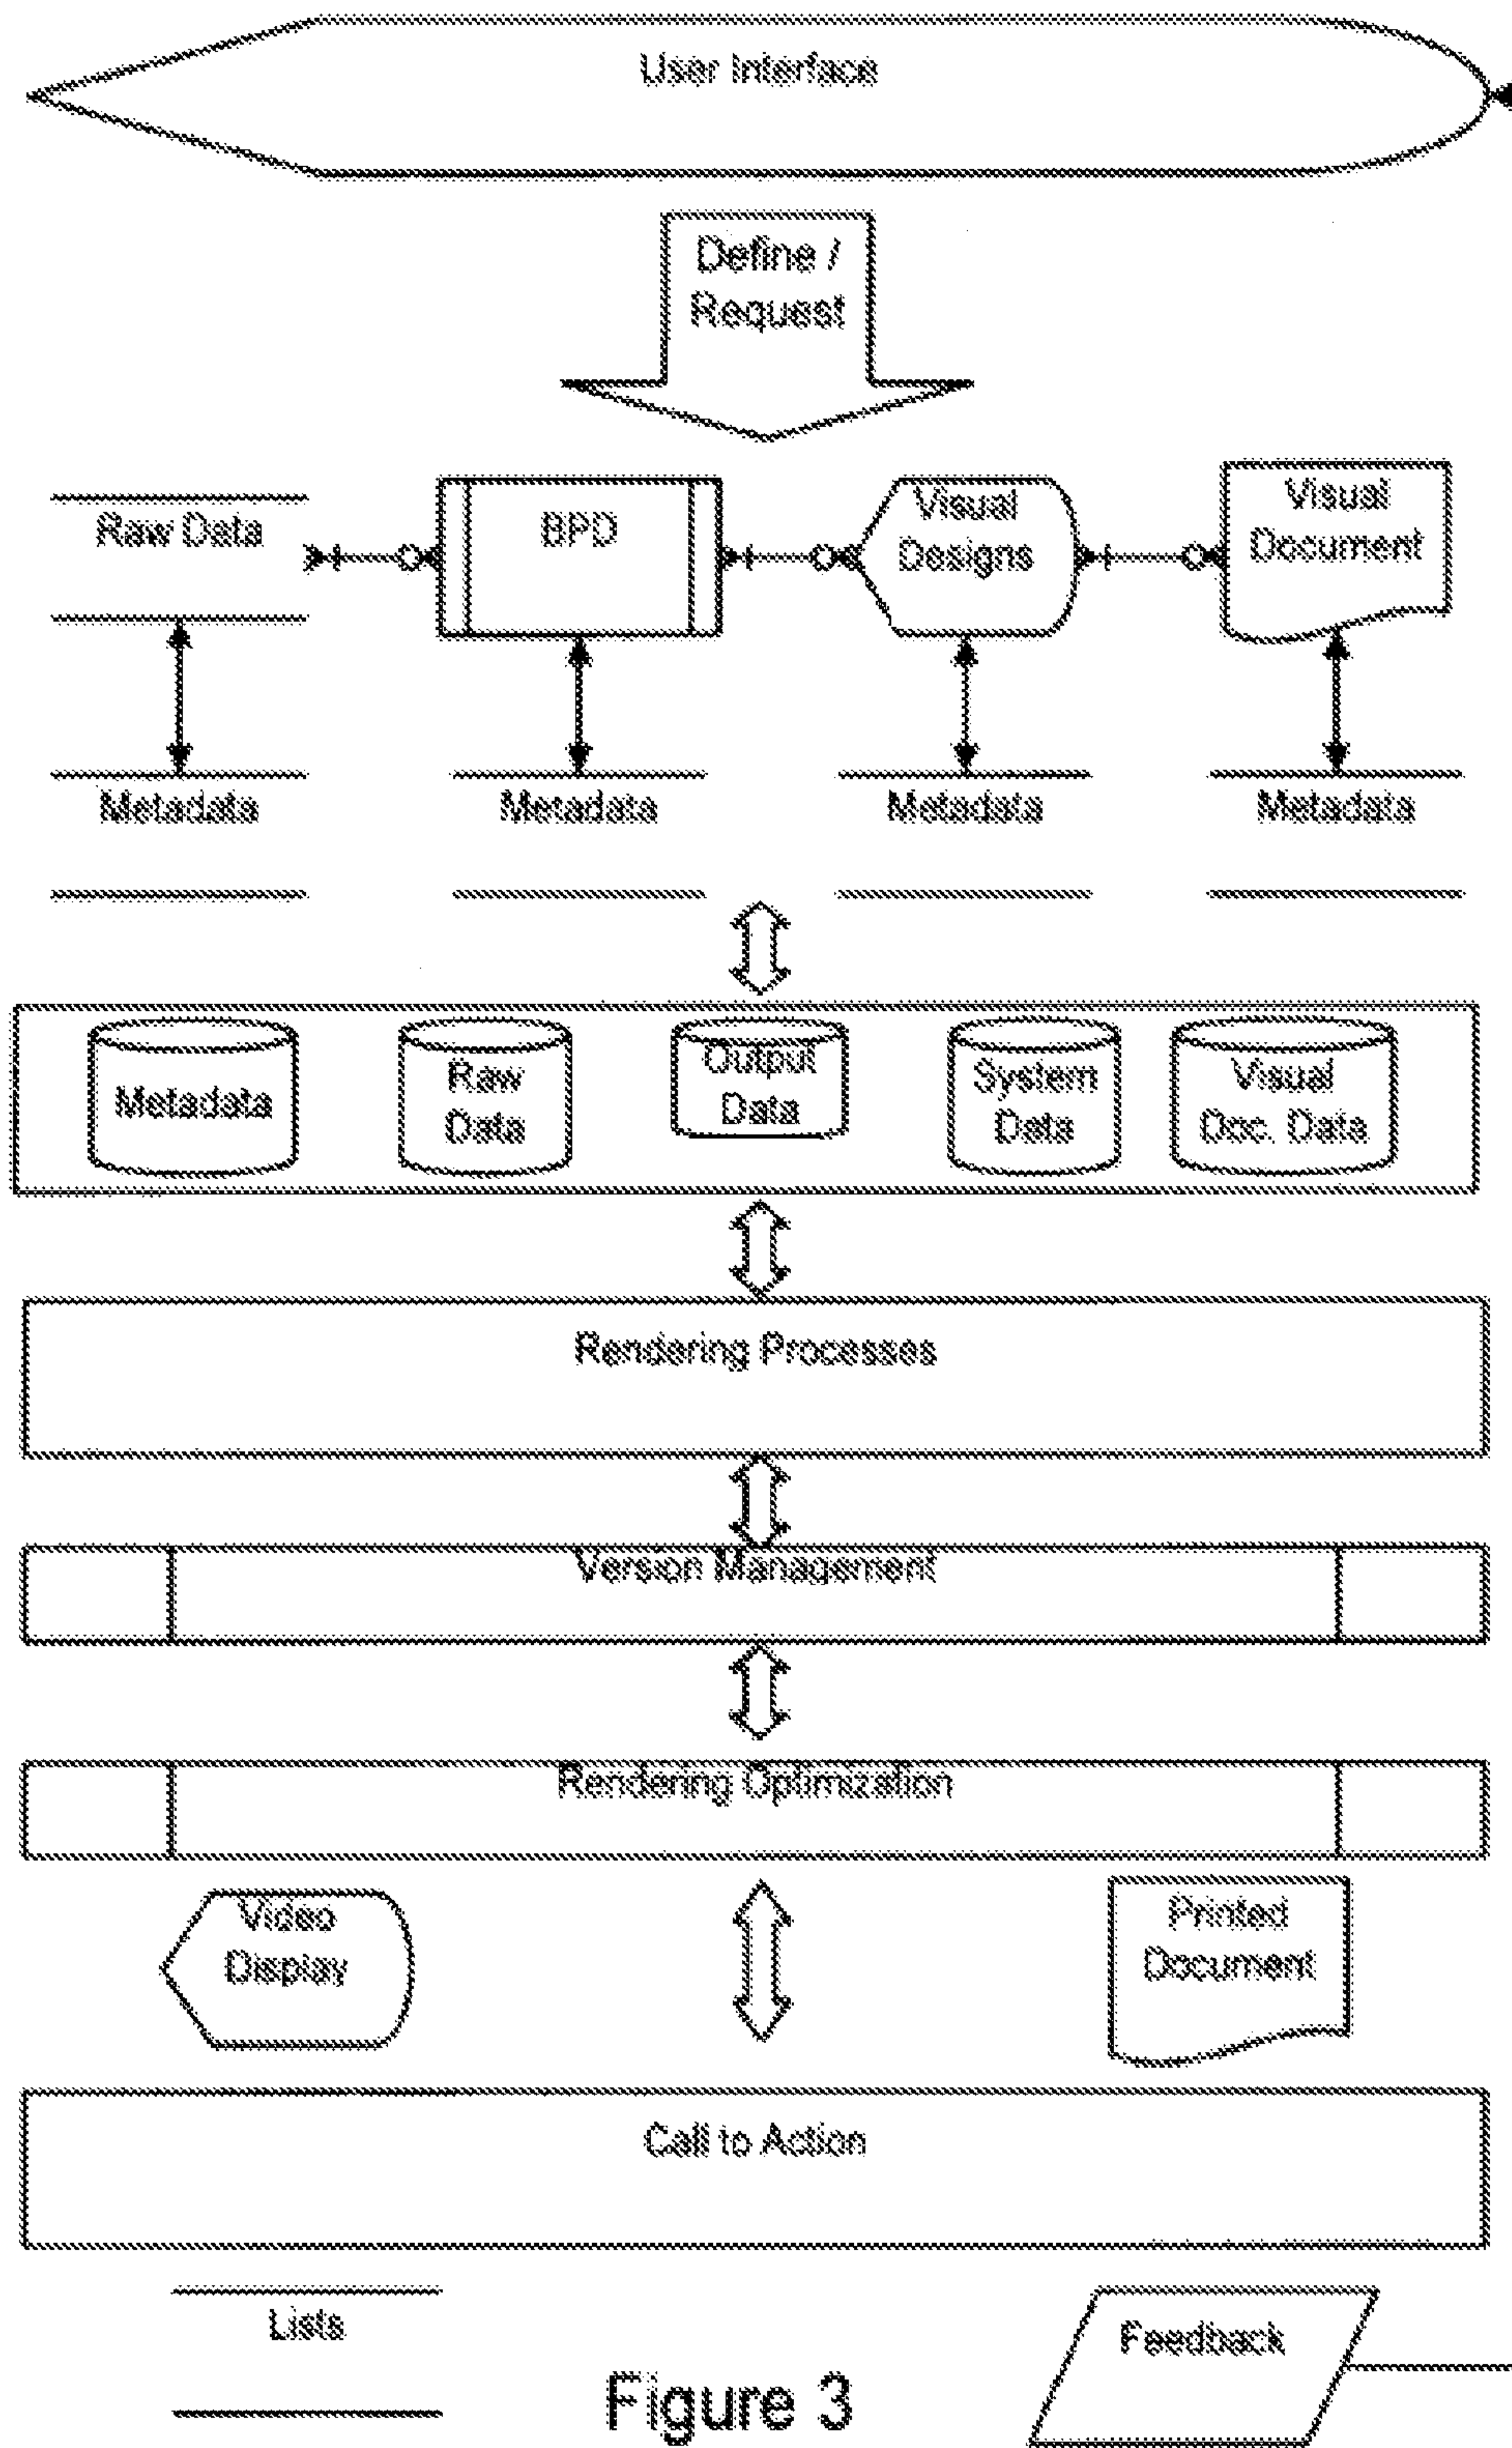 User Interface
Define /
Request
Raw Data
BPD
Visual
Designs
Visual
Document
Metadata
Metadata
Metadata
Metadata
Metadata
Raw
Data
Output
Data
System
Data
Visual
Doc. Data
Rendering Processes
Version Management
Rendering Optimization
Video
Display
Printed
Document
Call to Action
Lists
Feedback
Figure 3